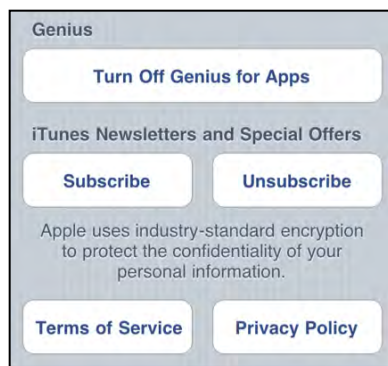 Genius
Turn Off Genius for Apps
iTunes Newsletters and Special Offers
Subscribe Unsubscribe
Apple uses industry-standard encryption
to protect the confidentiality of your
personal information.
Terms of Service Privacy Policy